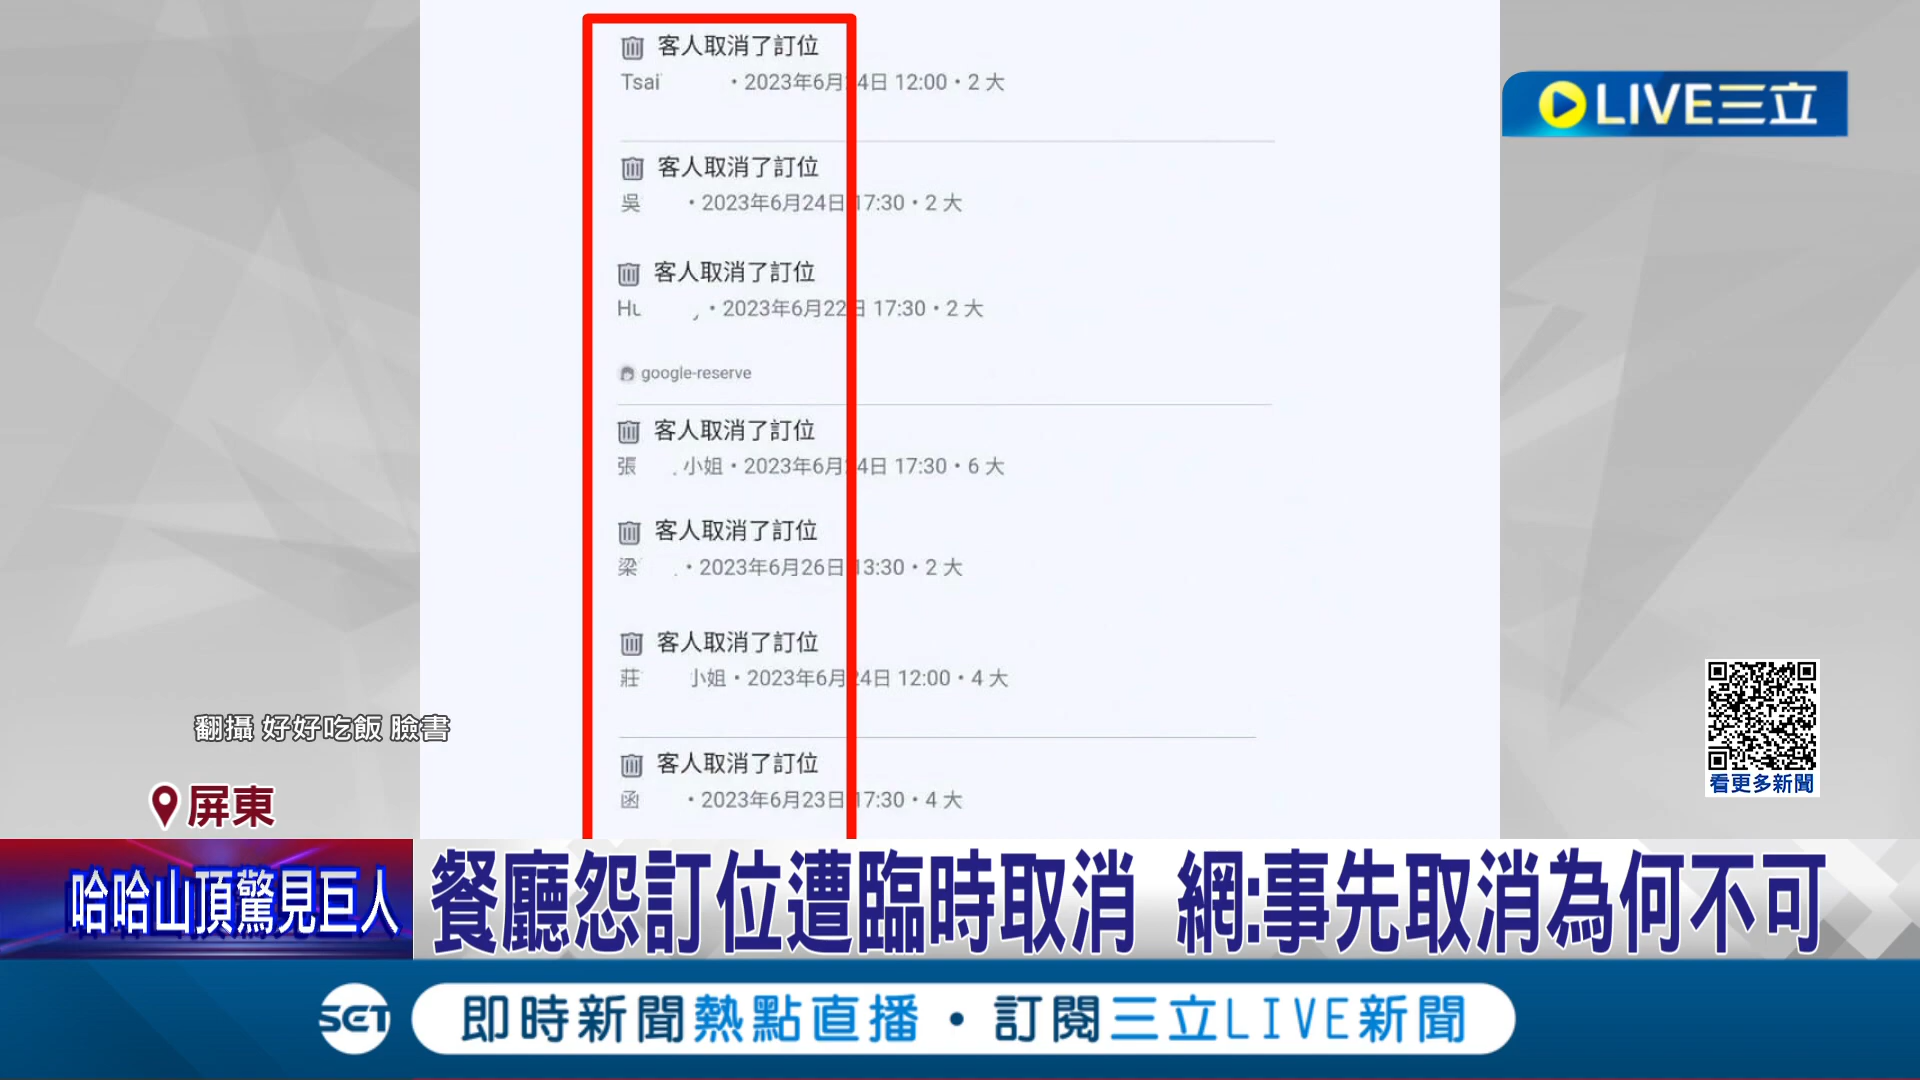 客人取消了訂位
Tsai ・2023年6月24日 12:00・2 大
客人取消了訂位
吳 ・2023年6月24日 17:30・2 大
客人取消了訂位
Hu ・2023年6月22日 17:30・2 大
google-reserve
客人取消了訂位
張 小姐・2023年6月24日 17:30・6 大
客人取消了訂位
梁 ・2023年6月26日 13:30・2 大
客人取消了訂位
莊 小姐・2023年6月24日 12:00・4 大
客人取消了訂位
函 ・2023年6月23日 17:30・4 大
LIVE三立
看更多新聞
翻攝 好好吃飯 臉書
屏東
哈哈山頂驚見巨人
餐廳怨訂位遭臨時取消 網:事先取消為何不可
SET
即時新聞熱點直播・訂閱三立LIVE新聞